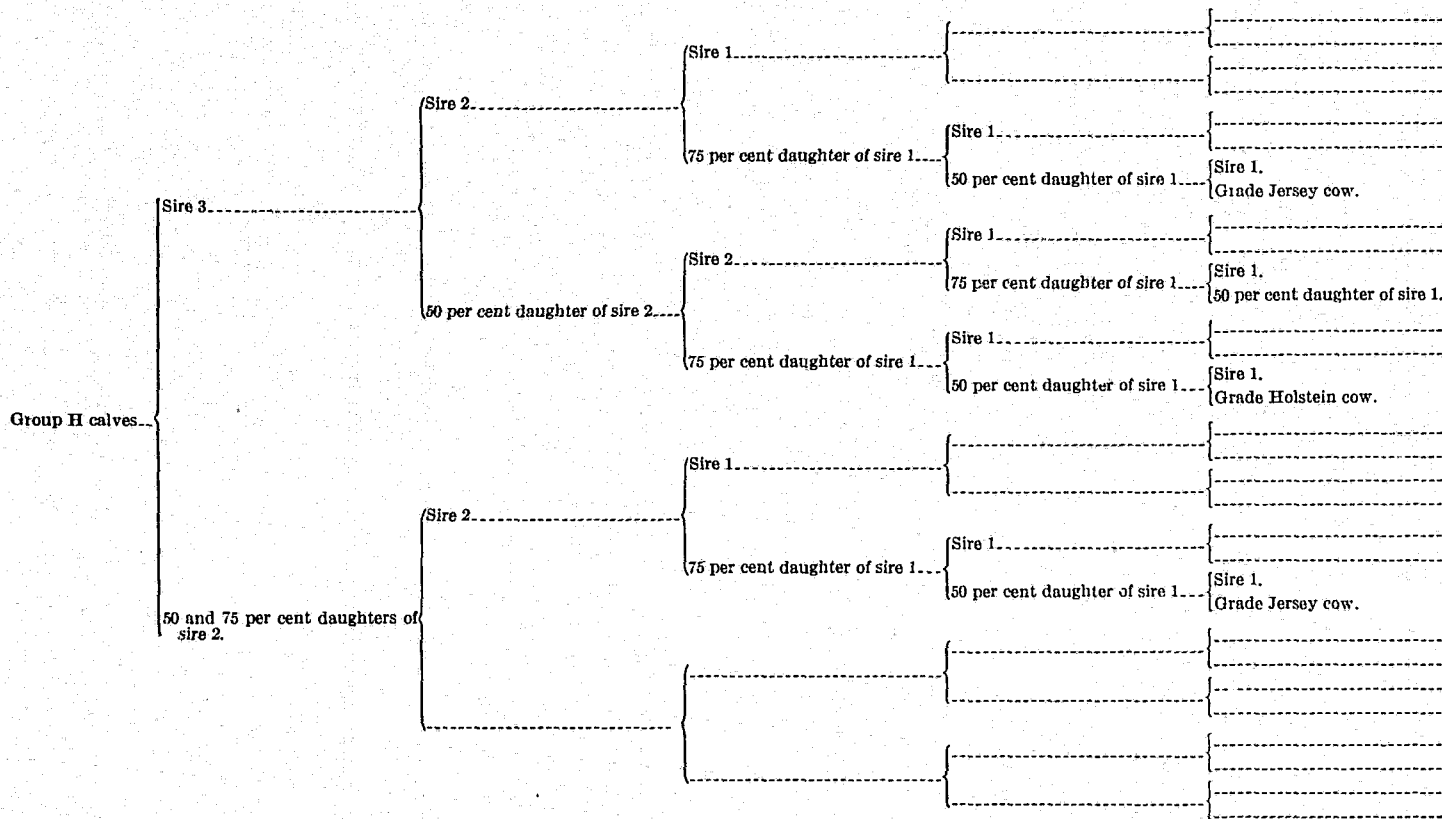 Sire 1
Sire 2
75 per cent daughter of sire 1
Sire 1
50 per cent daughter of sire 1
Sire 1.
Grade Jersey cow.
Sire 3
Sire 1
Sire 2
75 per cent daughter of sire 1
Sire 1.
50 per cent daughter of sire 1.
50 per cent daughter of sire 2
Sire 1
75 per cent daughter of sire 1
50 per cent daughter of sire 1
Sire 1.
Grade Holstein cow.
Group H calves
Sire 1
Sire 2
Sire 1
75 per cent daughter of sire 1
50 per cent daughter of sire 1
Sire 1.
Grade Jersey cow.
50 and 75 per cent daughters of
sire 2.